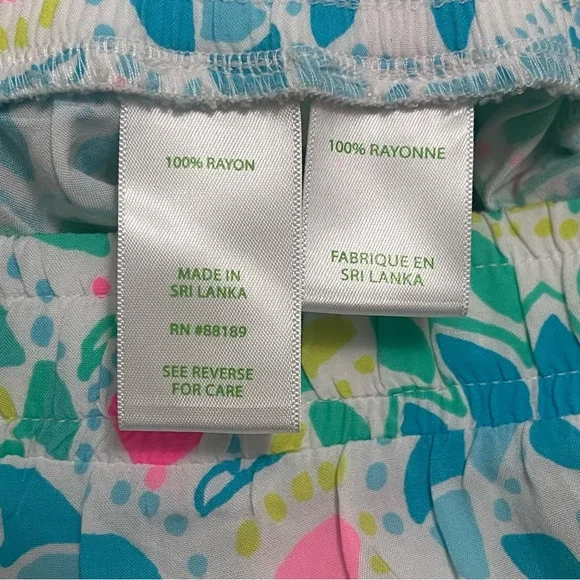 100% RAYON
MADE IN
SRI LANKA
RN #88189
SEE REVERSE
FOR CARE
100% RAYONNE
FABRIQUE EN
SRI LANKA